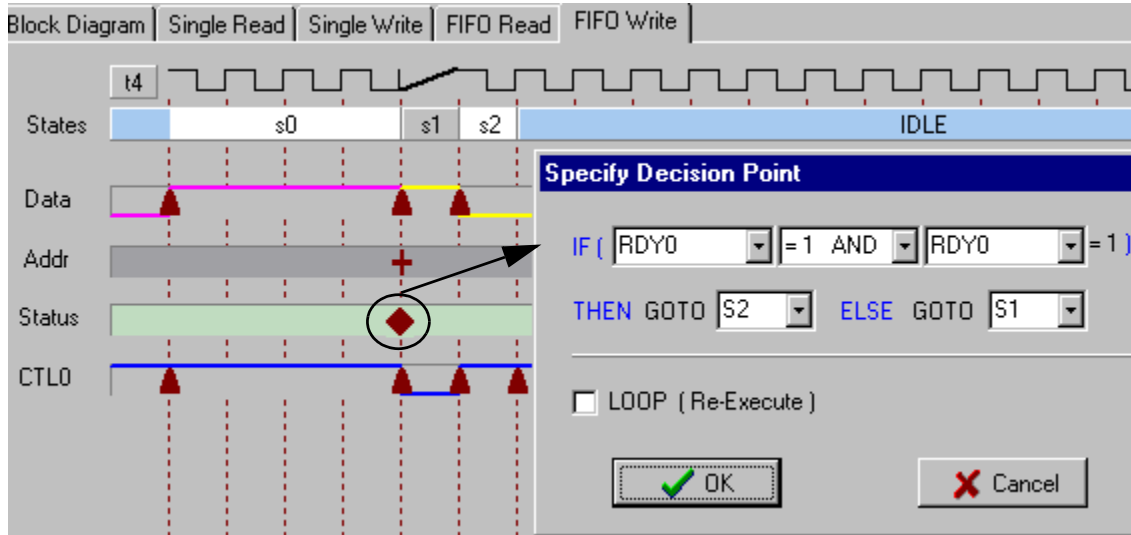 Block Diagram Single Read Single Write FIFO Read FIFO Write
t4
States s0 s1 s2 IDLE
Specify Decision Point
Data
IF ( RDY0 = 1 AND RDY0 = 1 )
Addr
THEN GOTO S2 ELSE GOTO S1
Status
CTL0
LOOP ( Re-Execute )
OK Cancel